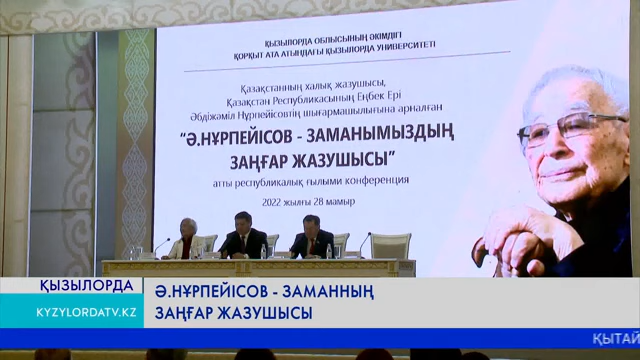 ҚЫЗЫЛОРДА ОБЛЫСЫНЫҢ ӘКІМДІГІ
ҚОРҚЫТ АТА АТЫНДАҒЫ ҚЫЗЫЛОРДА УНИВЕРСИТЕТІ
Қазақстанның халық жазушысы,
Қазақстан Республикасының Еңбек Ері
Әбдіжәміл Нұрпейісовтің шығармашылығына арналған
"Ә.НҰРПЕЙІСОВ - ЗАМАНЫМЫЗДЫҢ
ЗАҢҒАР ЖАЗУШЫСЫ"
атты республикалық ғылыми конференция
2022 жылғы 28 мамыр
ҚЫЗЫЛОРДА
KYZYLORDATV.KZ
Ә.НҰРПЕЙІСОВ - ЗАМАННЫҢ
ЗАҢҒАР ЖАЗУШЫСЫ
ҚЫТАЙ